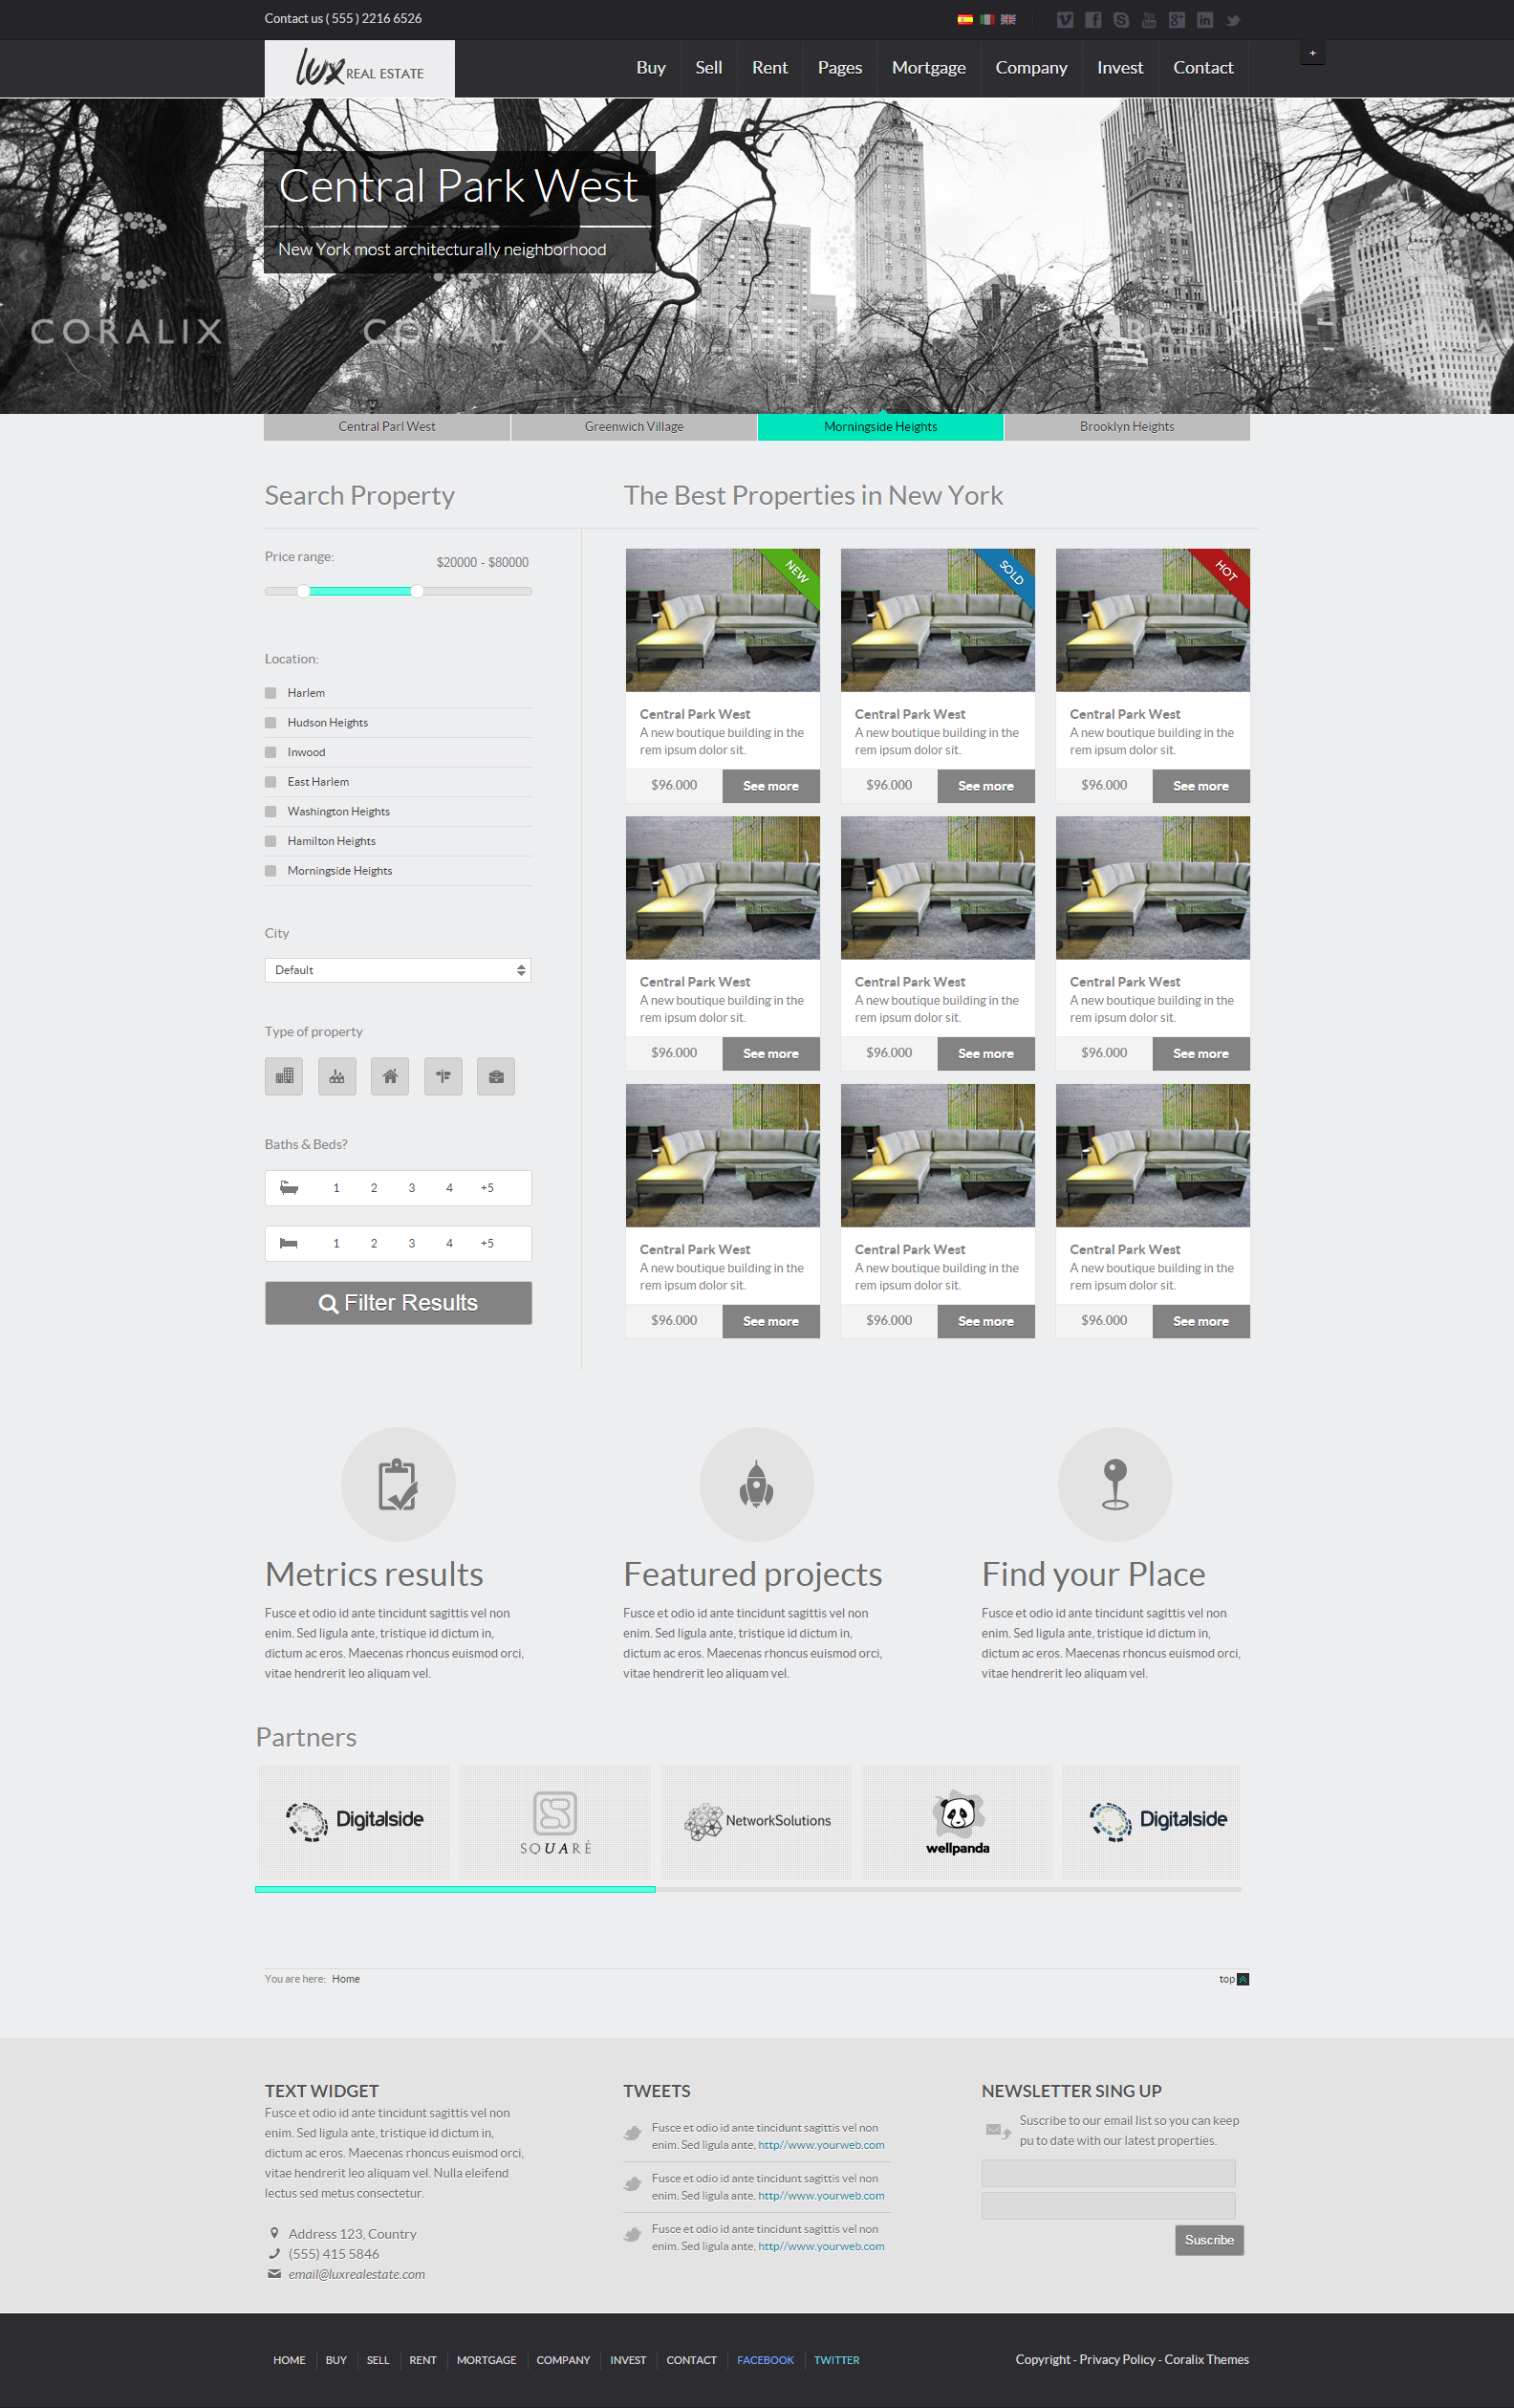 Contact us ( 555 ) 2216 6526
lux REAL ESTATE
Buy Sell Rent Pages Mortgage Company Invest Contact
+
Central Park West
New York most architecturally neighborhood
CORALIX CORALIX CORALIX
Central Parl West Greenwich Village Morningside Heights Brooklyn Heights
Search Property
Price range: $20000 - $80000
Location:
Harlem
Hudson Heights
Inwood
East Harlem
Washington Heights
Hamilton Heights
Morningside Heights
City
Default
Type of property
Baths & Beds?
1 2 3 4 +5
1 2 3 4 +5
Filter Results
The Best Properties in New York
NEW SOLD HOT
Central Park West Central Park West Central Park West
A new boutique building in the A new boutique building in the A new boutique building in the
rem ipsum dolor sit. rem ipsum dolor sit. rem ipsum dolor sit.
$96.000 See more $96.000 See more $96.000 See more
Central Park West Central Park West Central Park West
A new boutique building in the A new boutique building in the A new boutique building in the
rem ipsum dolor sit. rem ipsum dolor sit. rem ipsum dolor sit.
$96.000 See more $96.000 See more $96.000 See more
Central Park West Central Park West Central Park West
A new boutique building in the A new boutique building in the A new boutique building in the
rem ipsum dolor sit. rem ipsum dolor sit. rem ipsum dolor sit.
$96.000 See more $96.000 See more $96.000 See more
Metrics results
Fusce et odio id ante tincidunt sagittis vel non
enim. Sed ligula ante, tristique id dictum in,
dictum ac eros. Maecenas rhoncus euismod orci,
vitae hendrerit leo aliquam vel.
Featured projects
Fusce et odio id ante tincidunt sagittis vel non
enim. Sed ligula ante, tristique id dictum in,
dictum ac eros. Maecenas rhoncus euismod orci,
vitae hendrerit leo aliquam vel.
Find your Place
Fusce et odio id ante tincidunt sagittis vel non
enim. Sed ligula ante, tristique id dictum in,
dictum ac eros. Maecenas rhoncus euismod orci,
vitae hendrerit leo aliquam vel.
Partners
Digitalside SQUARÉ NetworkSolutions wellpanda Digitalside
You are here: Home top
TEXT WIDGET
Fusce et odio id ante tincidunt sagittis vel non
enim. Sed ligula ante, tristique id dictum in,
dictum ac eros. Maecenas rhoncus euismod orci,
vitae hendrerit leo aliquam vel. Nulla eleifend
lectus sed metus consectetur.
Address 123, Country
(555) 415 5846
email@luxrealestate.com
TWEETS
Fusce et odio id ante tincidunt sagittis vel non
enim. Sed ligula ante, http//www.yourweb.com
Fusce et odio id ante tincidunt sagittis vel non
enim. Sed ligula ante, http//www.yourweb.com
Fusce et odio id ante tincidunt sagittis vel non
enim. Sed ligula ante, http//www.yourweb.com
NEWSLETTER SING UP
Suscribe to our email list so you can keep
pu to date with our latest properties.
Suscribe
HOME BUY SELL RENT MORTGAGE COMPANY INVEST CONTACT FACEBOOK TWITTER
Copyright - Privacy Policy - Coralix Themes